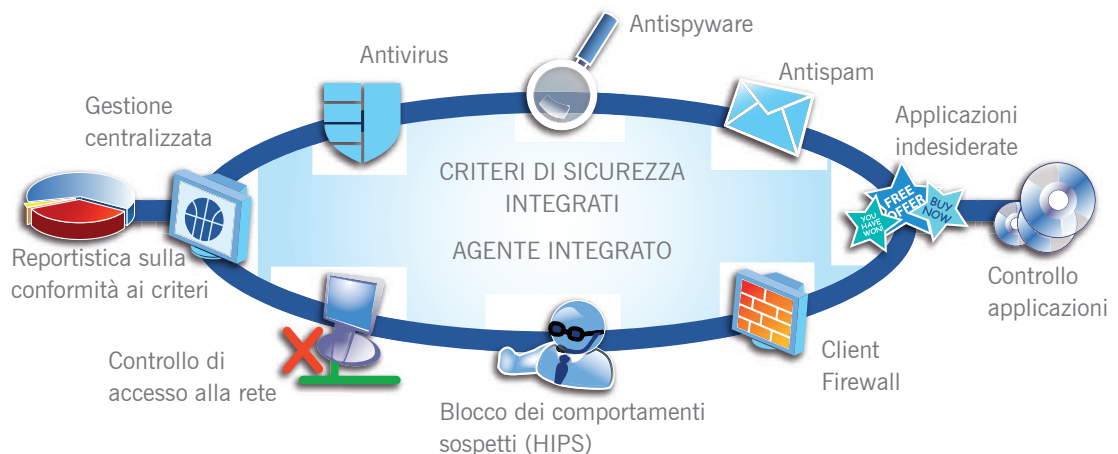 Antispyware
Antivirus
Antispam
Gestione
centralizzata
Applicazioni
indesiderate
CRITERI DI SICUREZZA
INTEGRATI
AGENTE INTEGRATO
FREE
OFFER
BUY
NOW
YOU
HAVE
WON!
Reportistica sulla
conformità ai criteri
Controllo
applicazioni
Controllo di
accesso alla rete
Client
Firewall
Blocco dei comportamenti
sospetti (HIPS)